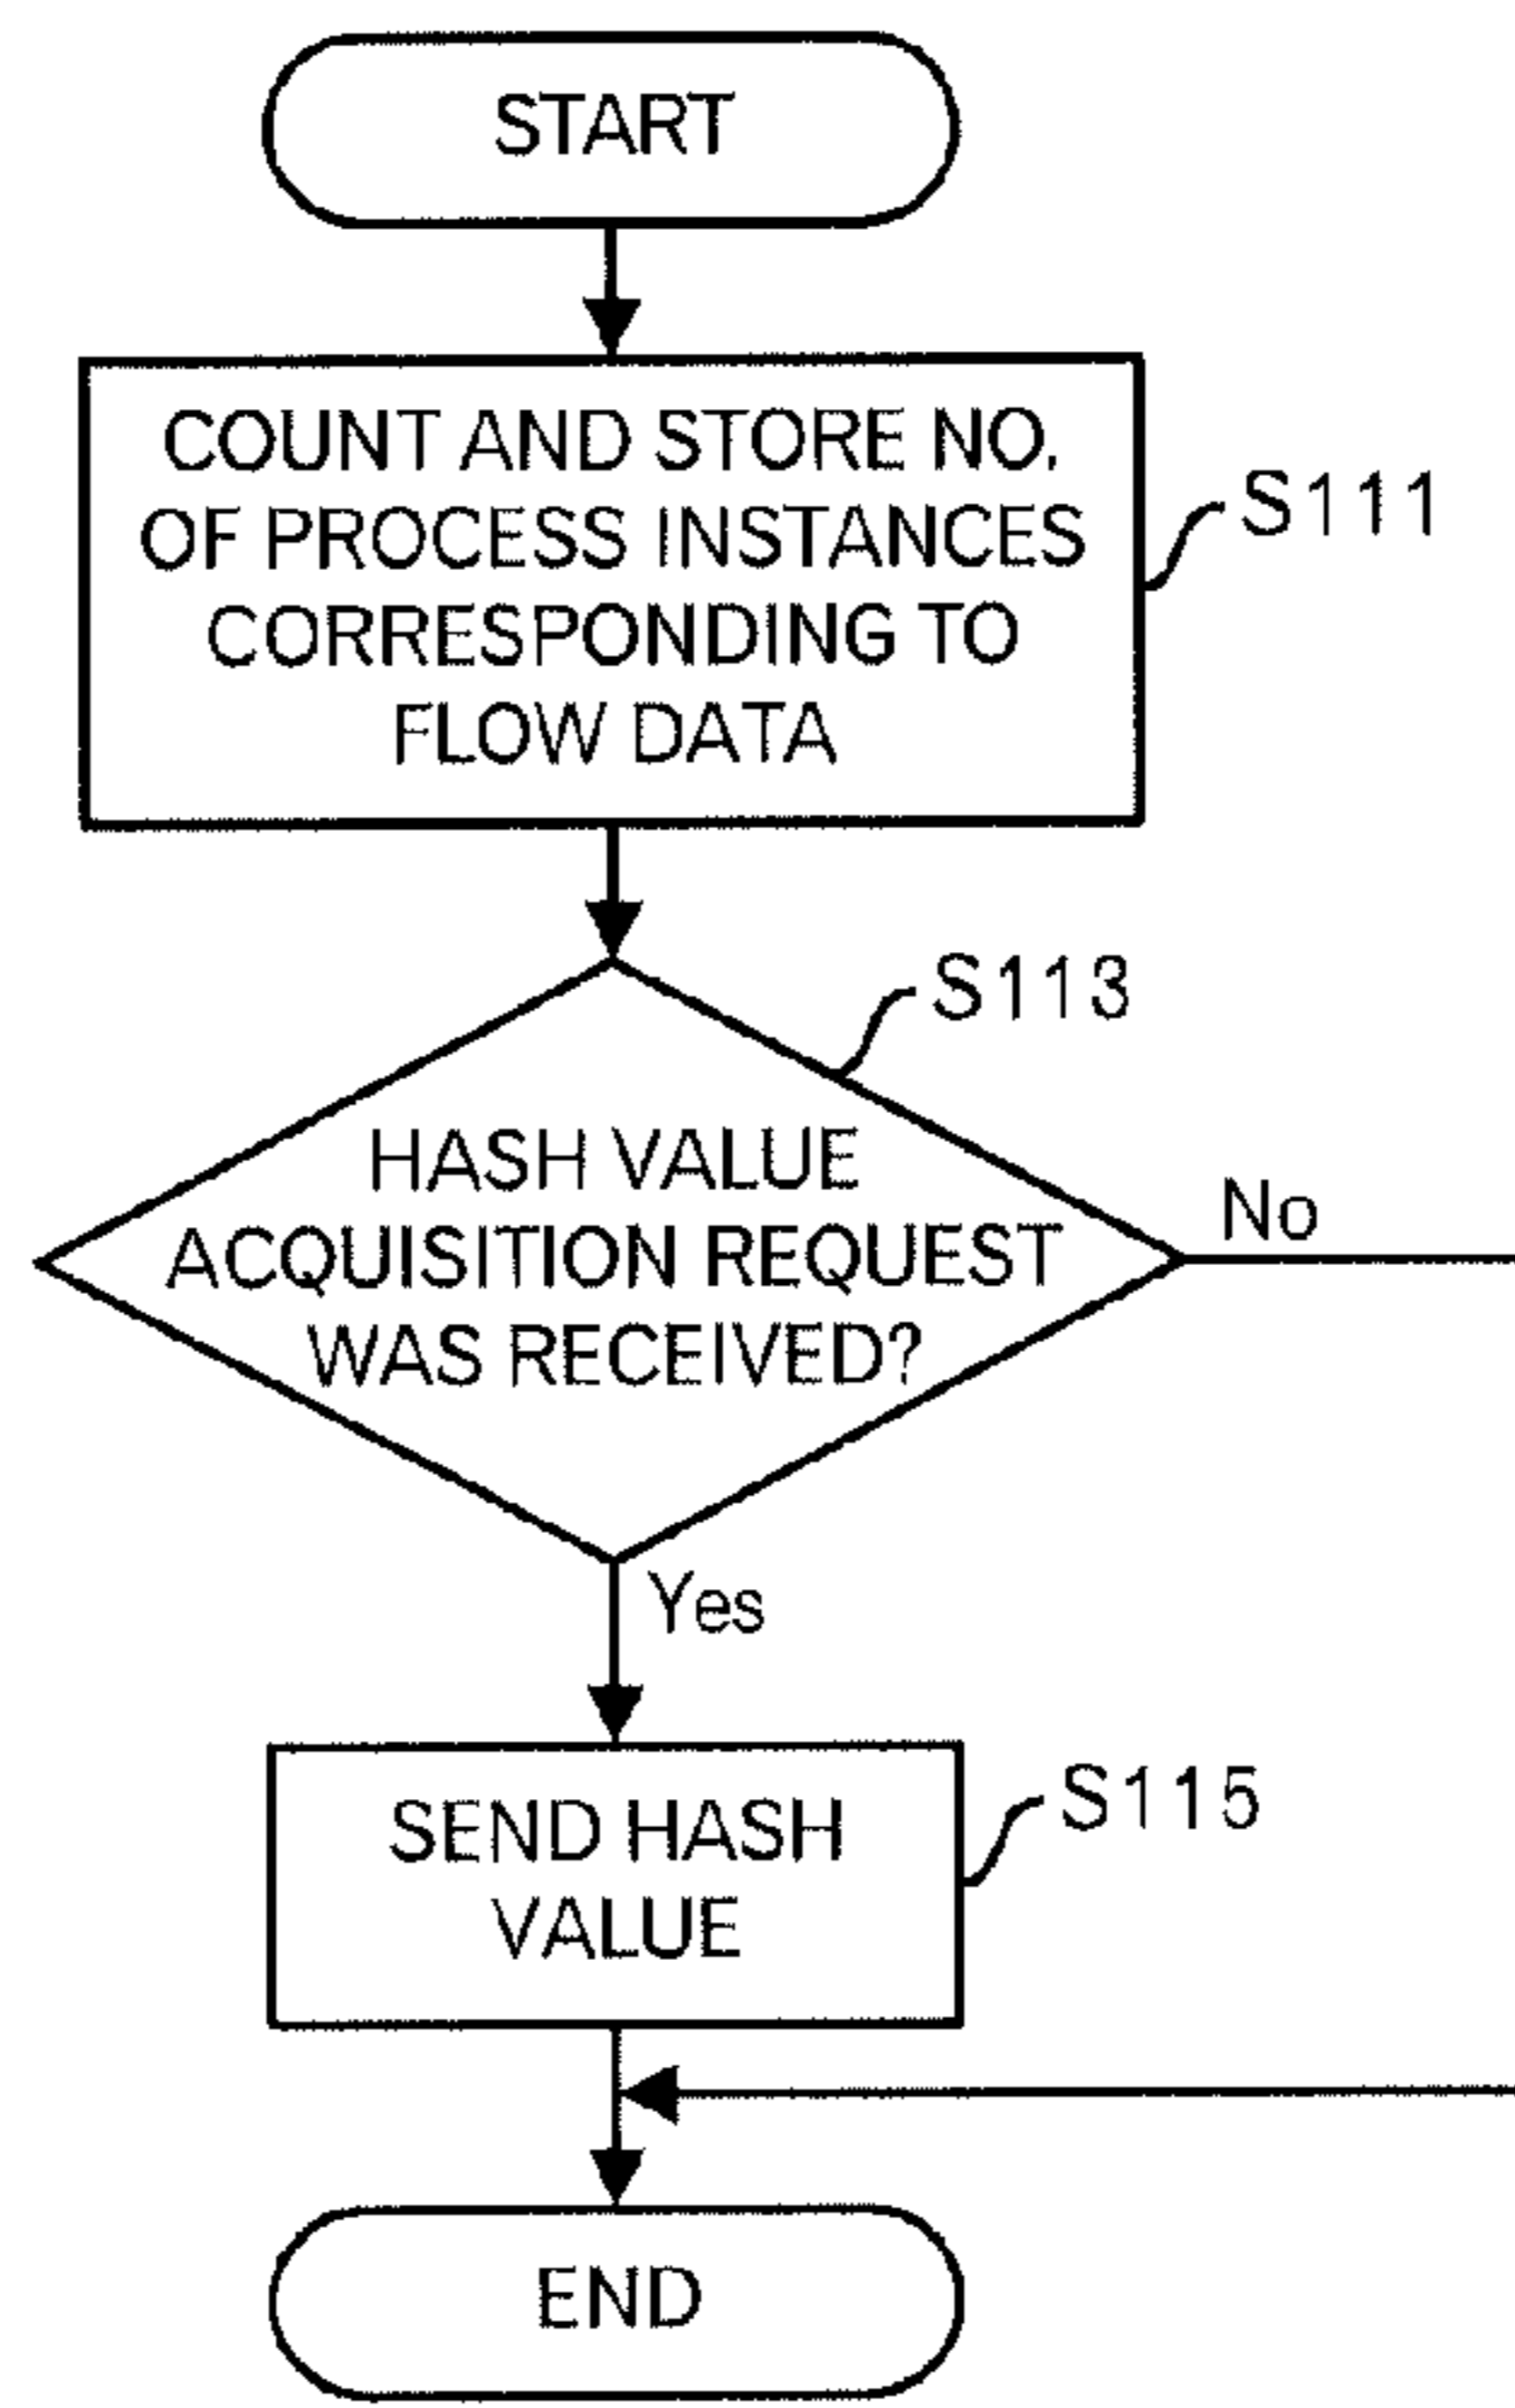 START
COUNT AND STORE NO.
OF PROCESS INSTANCES
CORRESPONDING TO
FLOW DATA
S111
S113
HASH VALUE
ACQUISITION REQUEST
WAS RECEIVED?
No
Yes
SEND HASH
VALUE
S115
END